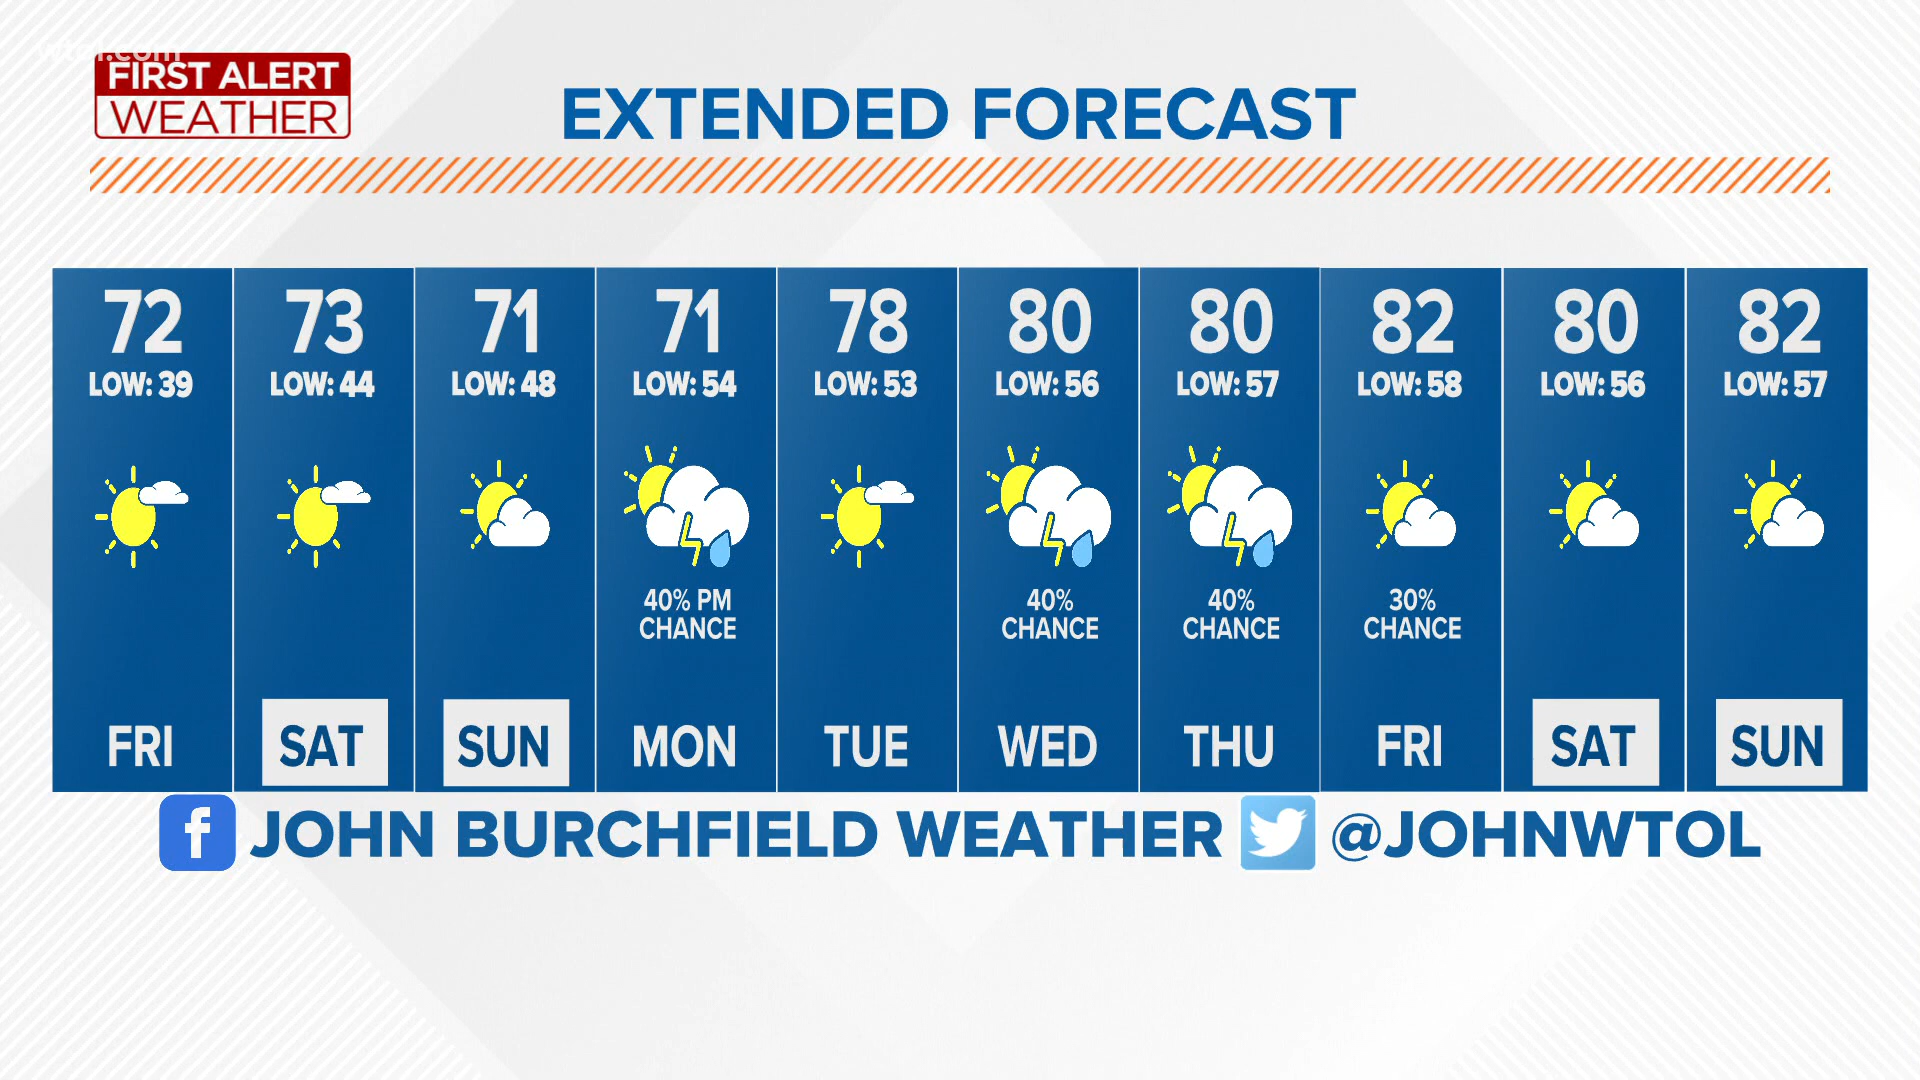 wtol.com
FIRST ALERT
WEATHER
EXTENDED FORECAST
72 73 71 71 78 80 80 82 80 82
LOW: 39 LOW: 44 LOW: 48 LOW: 54 LOW: 53 LOW: 56 LOW: 57 LOW: 58 LOW: 56 LOW: 57
40% PM 40% 40% 30%
CHANCE CHANCE CHANCE CHANCE
FRI SAT SUN MON TUE WED THU FRI SAT SUN
f JOHN BURCHFIELD WEATHER @JOHNWTOL